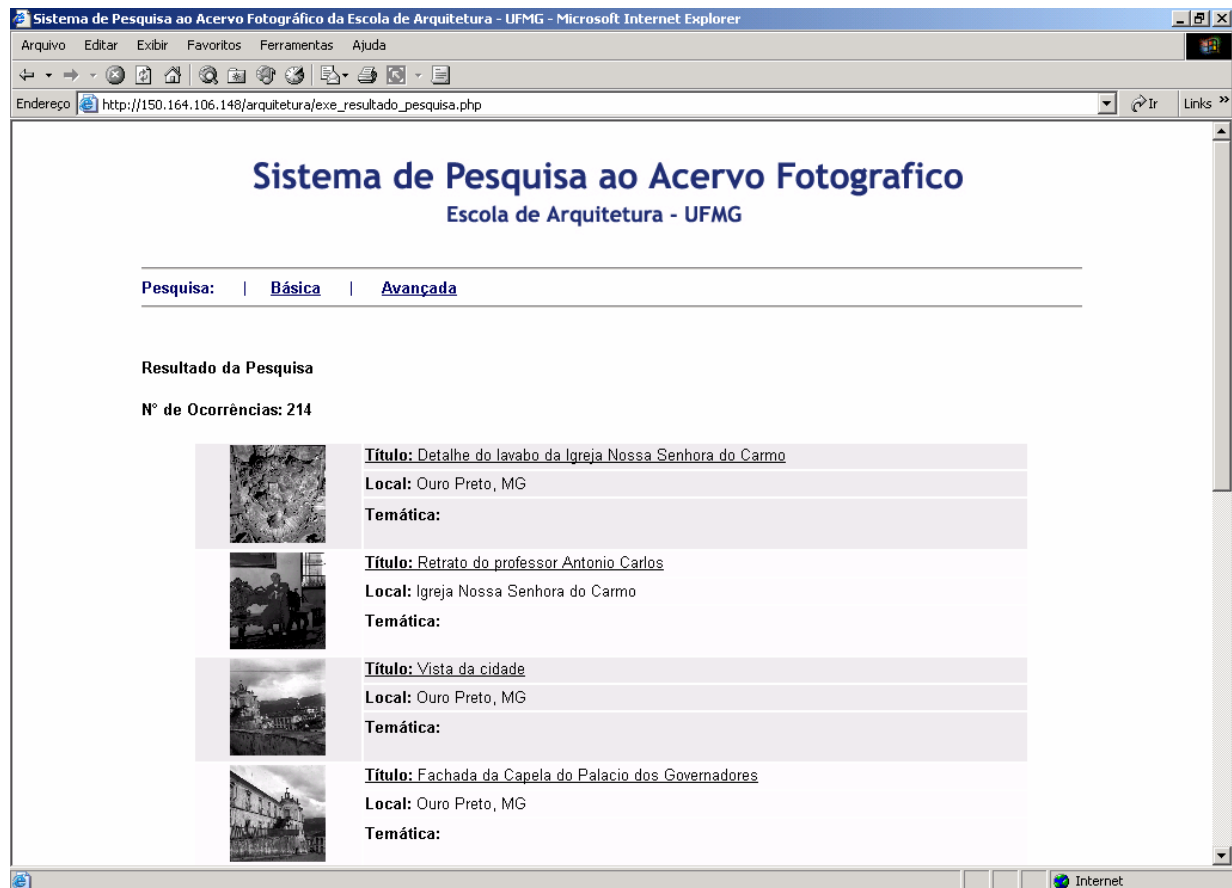 Sistema de Pesquisa ao Acervo Fotográfico da Escola de Arquitetura - UFMG - Microsoft Internet Explorer
Arquivo Editar Exibir Favoritos Ferramentas Ajuda
Endereço http://150.164.106.148/arquitetura/exe_resultado_pesquisa.php Ir Links »
Sistema de Pesquisa ao Acervo Fotografico
Escola de Arquitetura - UFMG
Pesquisa: | Básica | Avançada
Resultado da Pesquisa
N° de Ocorrências: 214
Título: Detalhe do lavabo da Igreja Nossa Senhora do Carmo
Local: Ouro Preto, MG
Temática:
Título: Retrato do professor Antonio Carlos
Local: Igreja Nossa Senhora do Carmo
Temática:
Título: Vista da cidade
Local: Ouro Preto, MG
Temática:
Título: Fachada da Capela do Palacio dos Governadores
Local: Ouro Preto, MG
Temática:
Internet